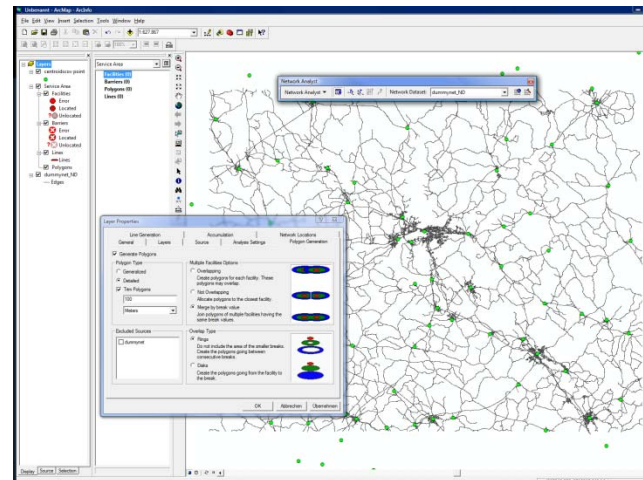 Unbenannt - ArcMap - ArcInfo
File Edit View Insert Selection Tools Window Help
1:627.867
100%
Layers
centroidscsv point
Service Area
Facilities
Error
Located
Unlocated
Barriers
Error
Located
Unlocated
Lines
Lines
Polygons
dummynet_ND
Edges
Service Area
Facilities (0)
Barriers (0)
Polygons (0)
Lines (0)
Network Analyst
Network Analyst
Network Dataset:
dummynet_ND
Layer Properties
Line Generation
Accumulation
Network Locations
General
Layers
Source
Analysis Settings
Polygon Generation
Generate Polygons
Polygon Type
Generalized
Detailed
Trim Polygons
100
Meters
Excluded Sources
dummynet
Multiple Facilities Options
Overlapping
Create polygons for each facility. These
polygons may overlap.
Not Overlapping
Allocate polygons to the closest facility.
Merge by break value
Join polygons of multiple facilities having the
same break values.
Overlap Type
Rings
Do not include the area of the smaller breaks.
Create the polygons going between
consecutive breaks.
Disks
Create the polygons going from the facility to
the break.
OK
Abbrechen
Übernehmen
Display Source Selection